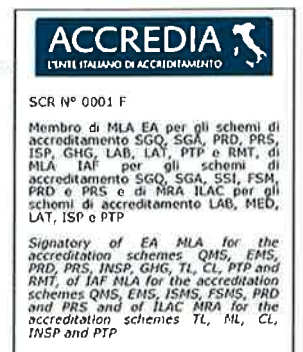 ACCREDIA
L'ENTE ITALIANO DI ACCREDITAMENTO
SCR N° 0001 F
Membro di MLA EA per gli schemi di
accreditamento SGQ, SGA, PRD, PRS,
ISP, GHG, LAB, LAT, PTP e RMT, di
MLA IAF per gli schemi di
accreditamento SGQ, SGA, SSI, FSM,
PRD e PRS e di MRA ILAC per gli
schemi di accreditamento LAB, MED,
LAT, ISP e PTP
Signatory of EA MLA for the
accreditation schemes QMS, EMS,
PRD, PRS, INSP, GHG, TL, CL, PTP and
RMT, of IAF MLA for the accreditation
schemes QMS, EMS, ISMS, FSMS, PRD
and PRS and of ILAC MRA for the
accreditation schemes TL, ML, CL,
INSP and PTP